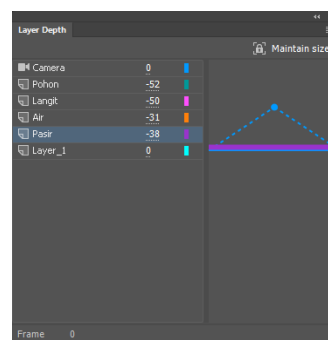 Layer Depth
Maintain size
Camera 0
Pohon -52
Langit -50
Air -31
Pasir -38
Layer_1 0
Frame 0